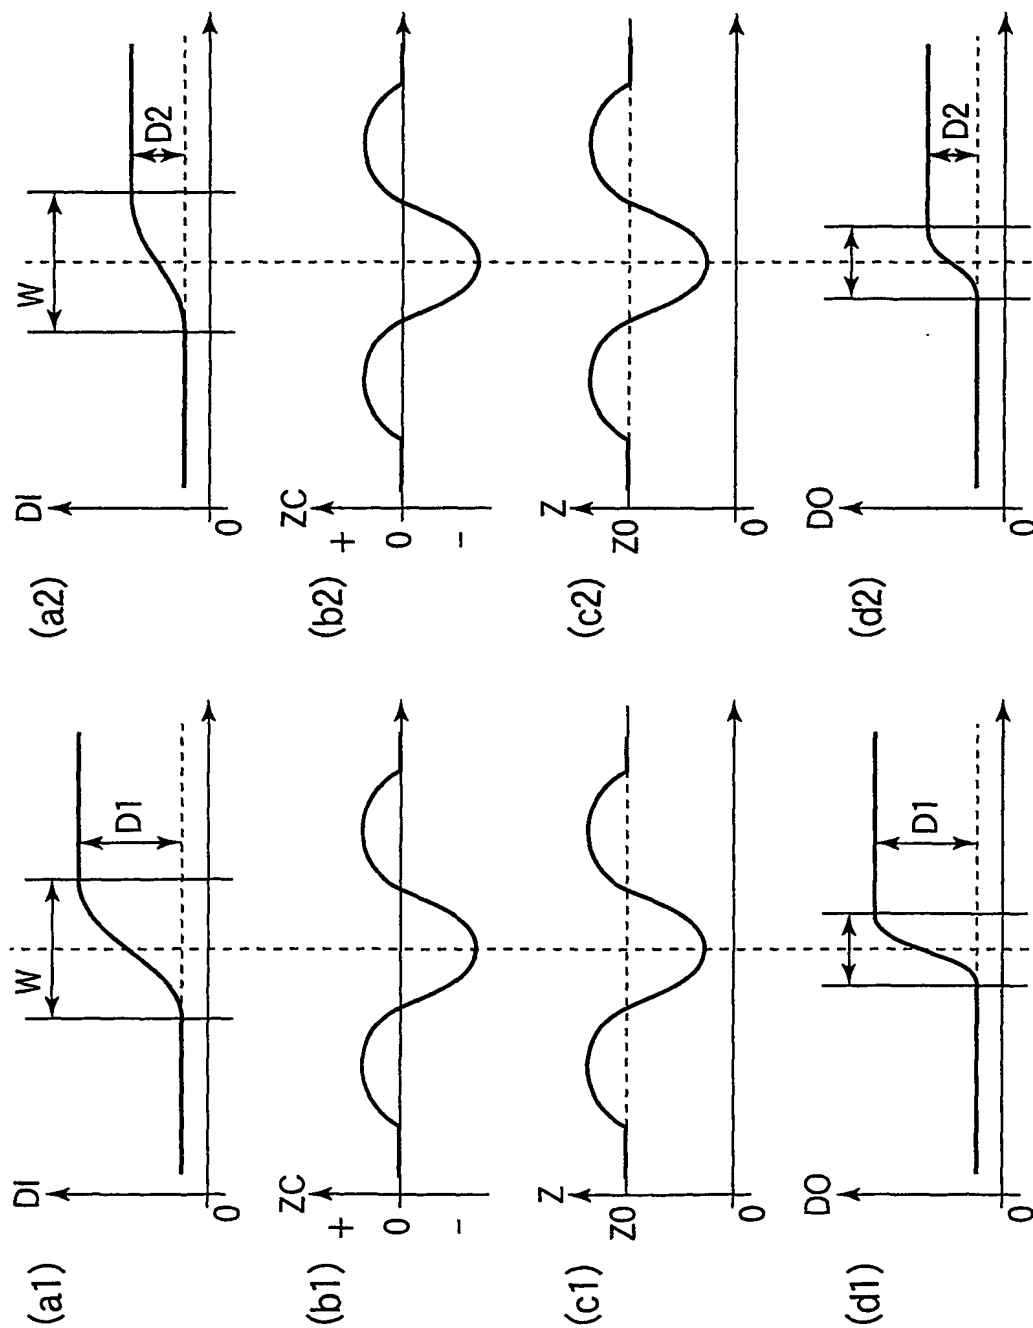 (a1)
DI
W
D1
0
(b1)
ZC
+
0
-
(c1)
Z
Z0
0
(d1)
DO
D1
0
(a2)
DI
W
D2
0
(b2)
ZC
+
0
-
(c2)
Z
Z0
0
(d2)
DO
D2
0